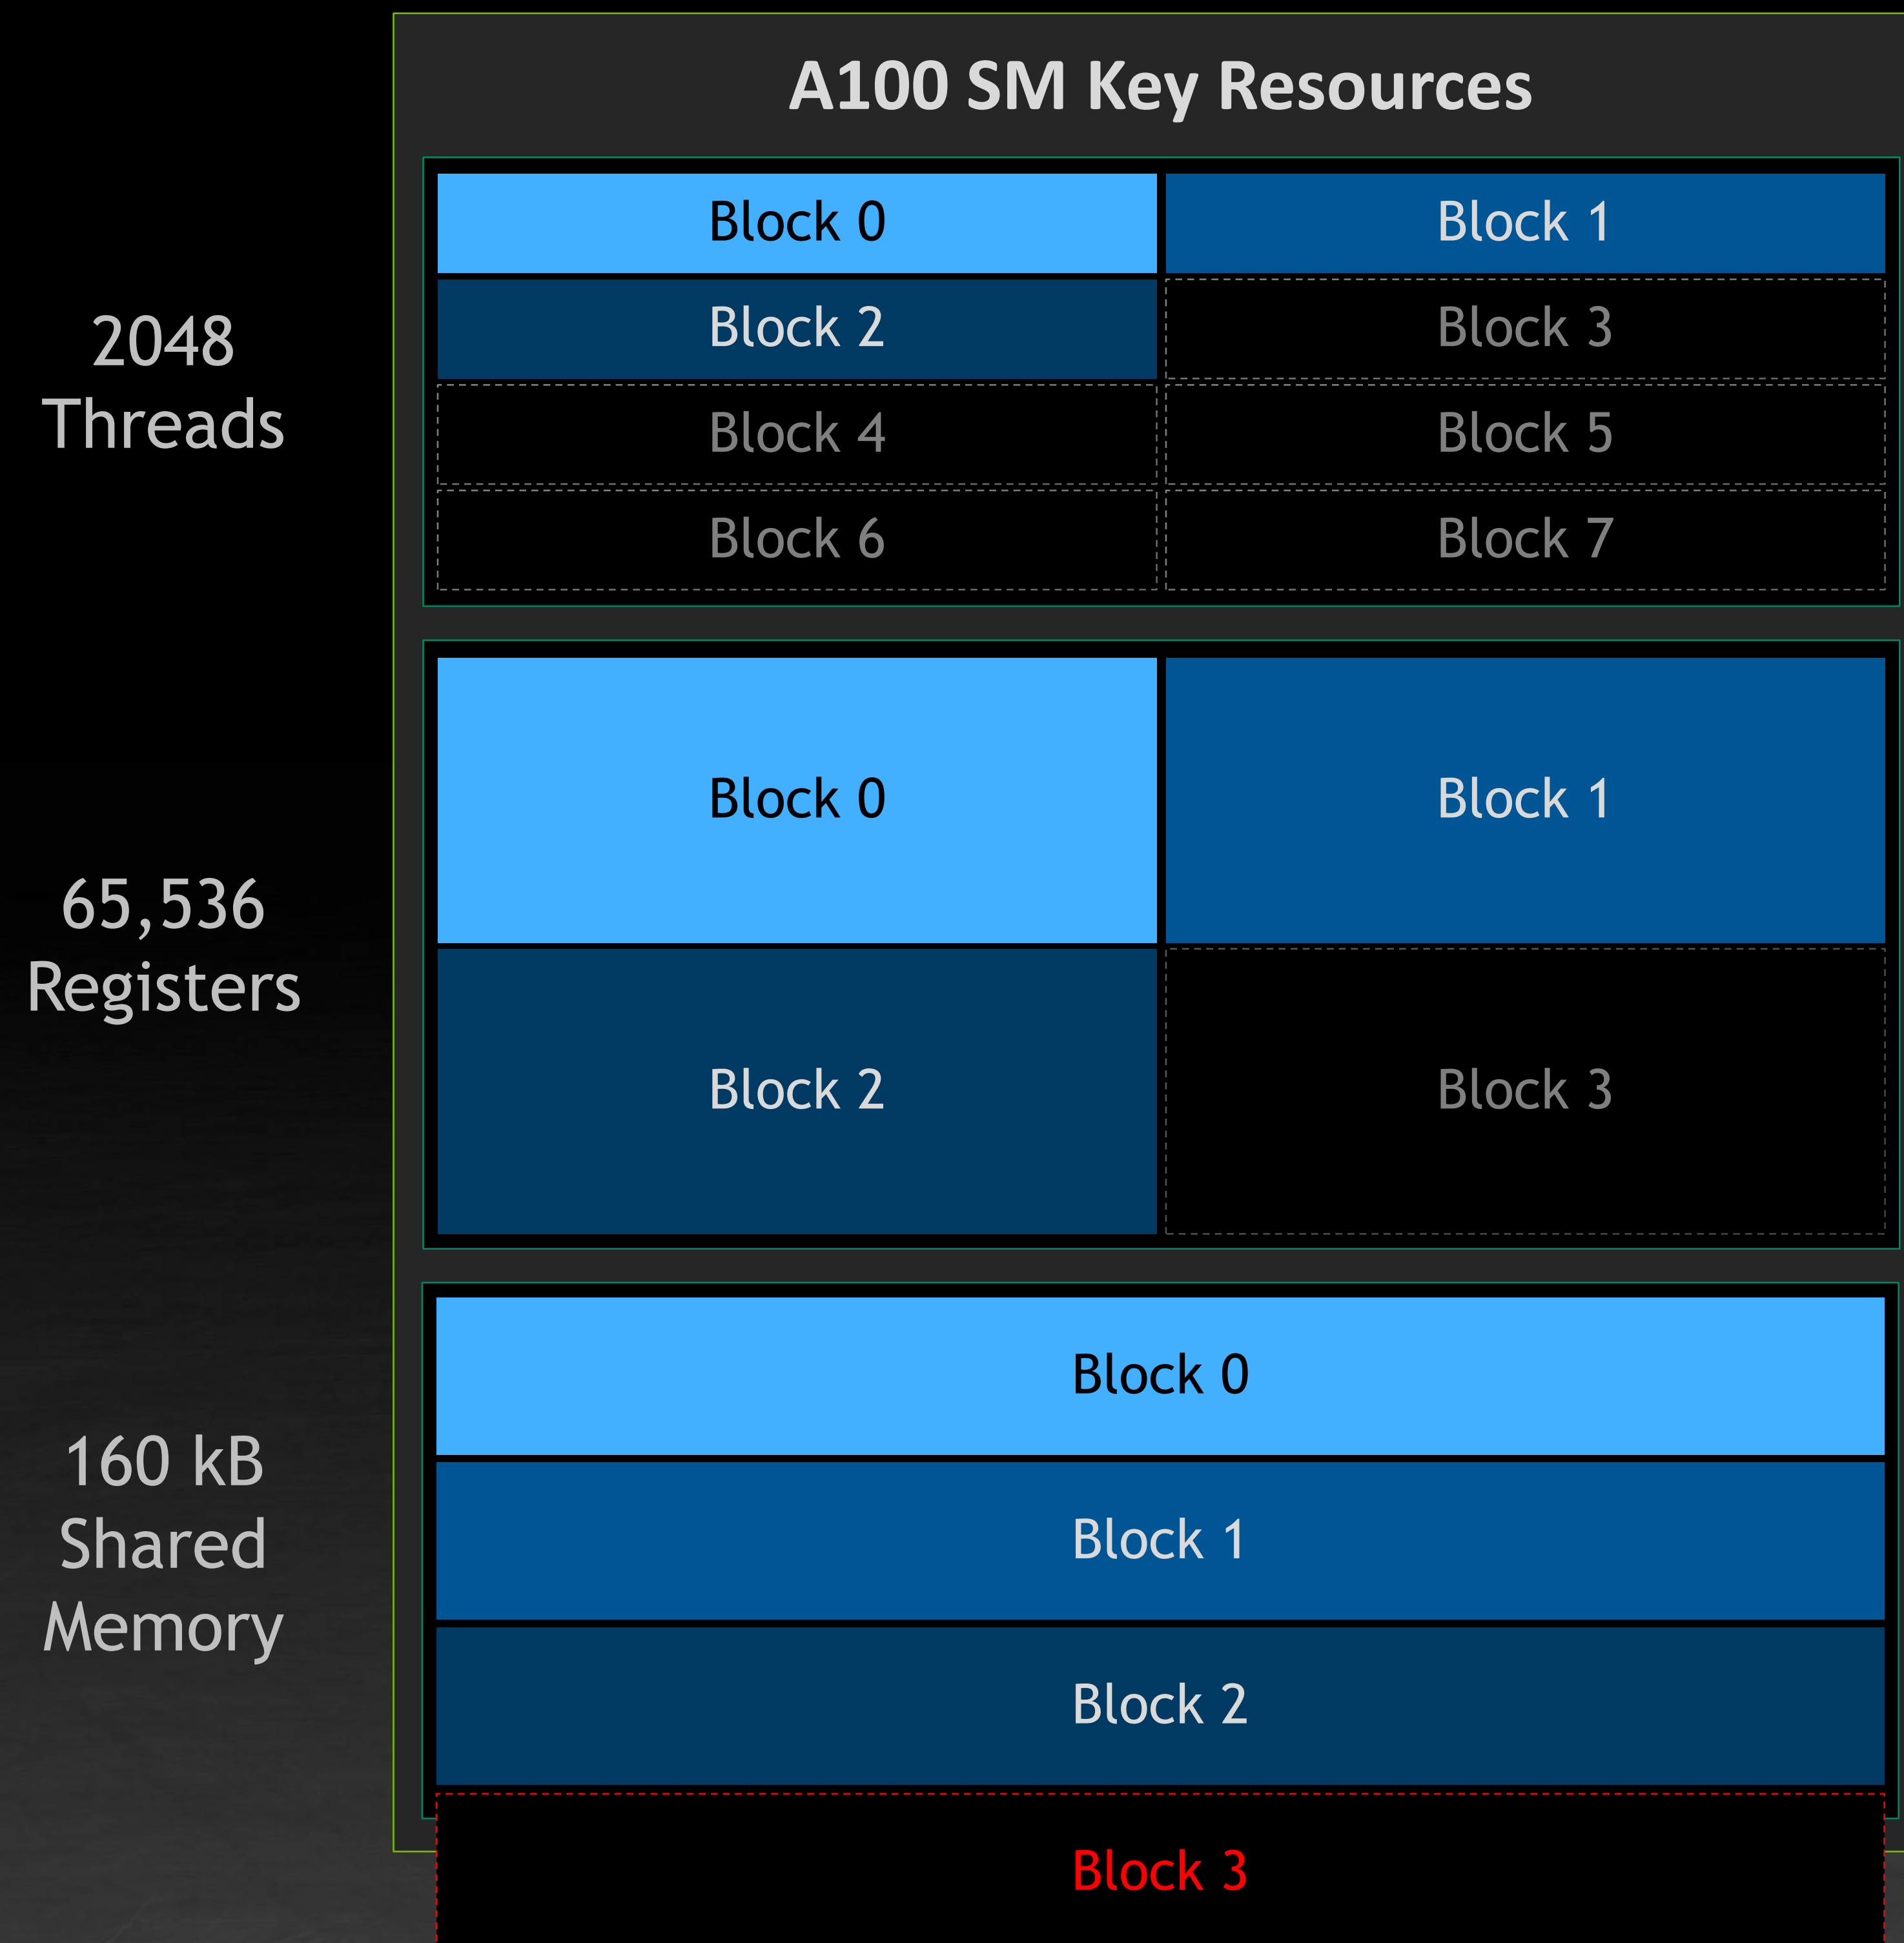 A100 SM Key Resources
2048
Threads
Block 0
Block 1
Block 2
Block 3
Block 4
Block 5
Block 6
Block 7
65,536
Registers
Block 0
Block 1
Block 2
Block 3
160 kB
Shared
Memory
Block 0
Block 1
Block 2
Block 3